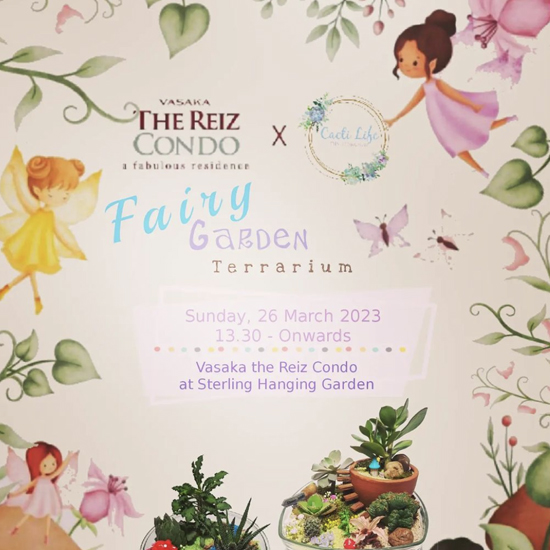 VASAKA
THE REIZ
CONDO
a fabulous residence
X
Cacti Life
Fairy
GARDEN
Terrarium
Sunday, 26 March 2023
13.30 - Onwards
Vasaka the Reiz Condo
at Sterling Hanging Garden